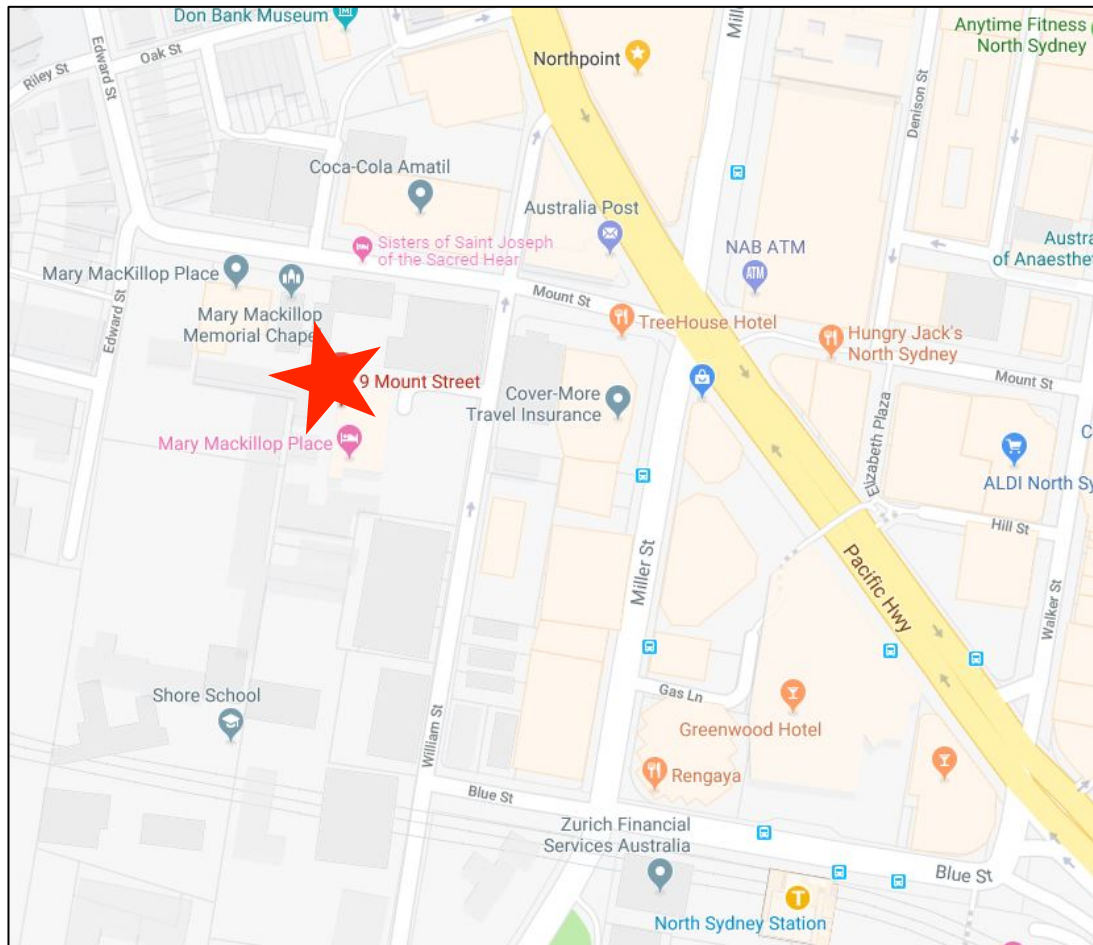 Don Bank Museum
Mill
Anytime Fitness
North Sydney
Northpoint
Riley St
Oak St
Edward St
Denison St
Coca-Cola Amatil
Australia Post
Sisters of Saint Joseph
of the Sacred Hear
NAB ATM
ATM
Austra
of Anaesthet
Mary MacKillop Place
Edward St
Mary Mackillop
Memorial Chape
Mount St
TreeHouse Hotel
Hungry Jack's
North Sydney
Mount St
9 Mount Street
Cover-More
Travel Insurance
Elizabeth Plaza
Mary Mackillop Place
C
ALDI North Sy
Hill St
Miller St
Pacific Hwy
Walker St
Shore School
Gas Ln
William St
Greenwood Hotel
Rengaya
Blue St
Zurich Financial
Services Australia
Blue St
T
North Sydney Station